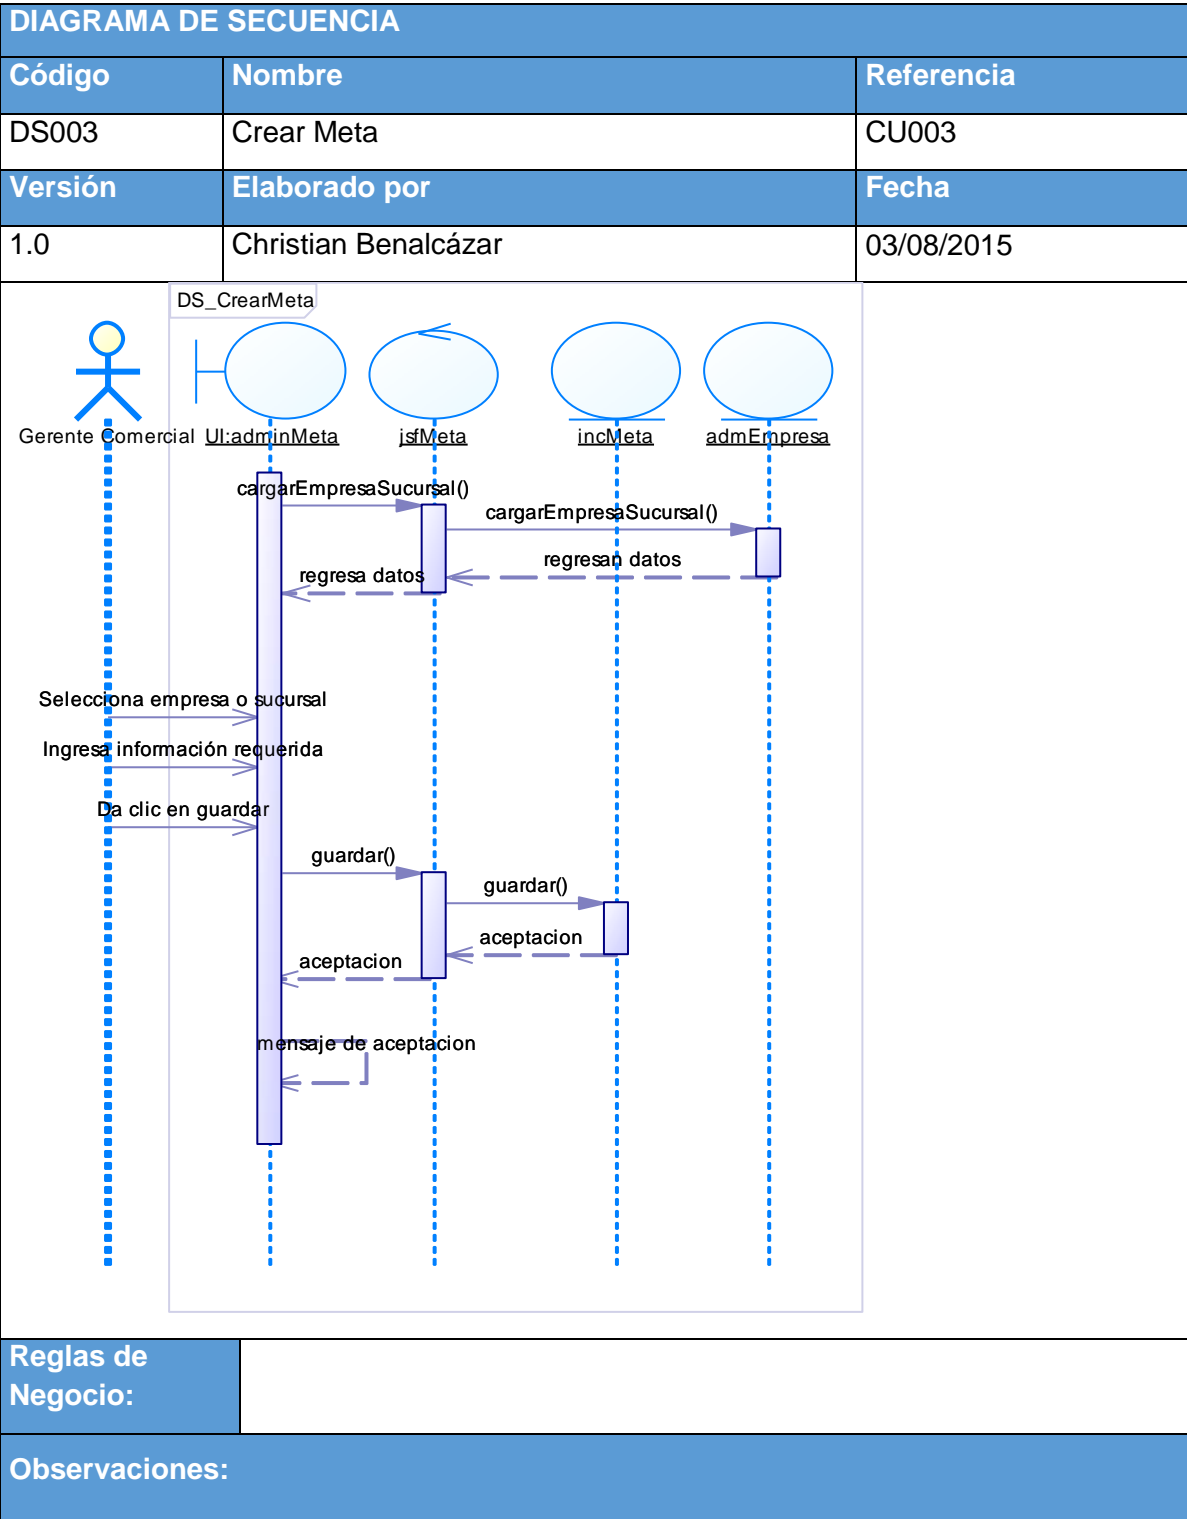 DIAGRAMA DE SECUENCIA
Código Nombre Referencia
DS003 Crear Meta CU003
Versión Elaborado por Fecha
1.0 Christian Benalcázar 03/08/2015
DS_CrearMeta
Gerente Comercial UI:adminMeta jsfMeta incMeta admEmpresa
cargarEmpresaSucursal()
cargarEmpresaSucursal()
regresan datos
regresa datos
Selecciona empresa o sucursal
Ingresa información requerida
Da clic en guardar
guardar()
guardar()
aceptacion
aceptacion
mensaje de aceptacion
Reglas de
Negocio:
Observaciones: